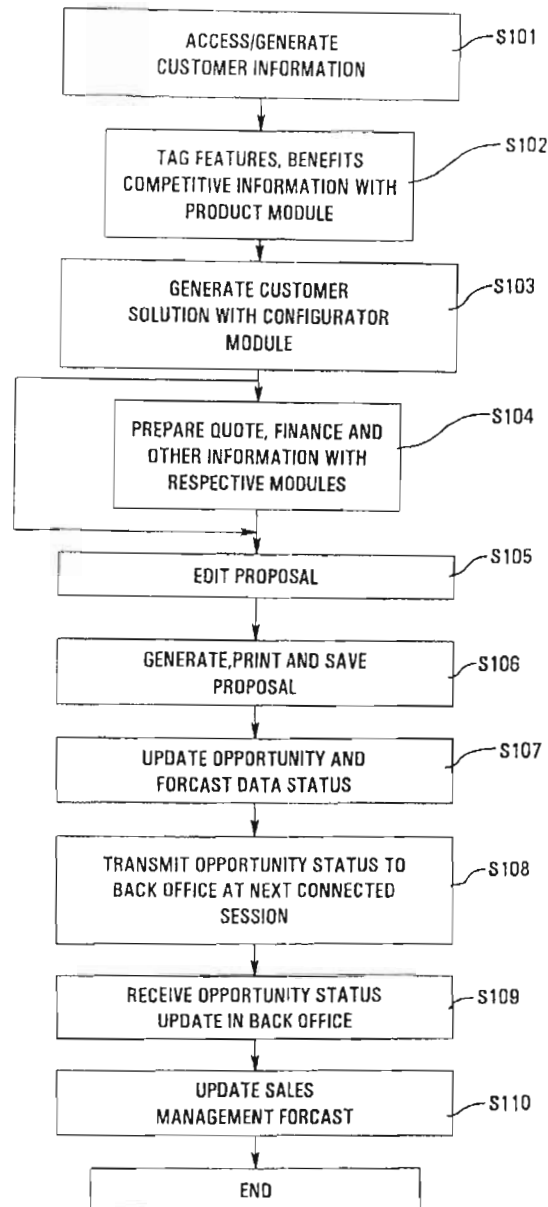 ACCESS/GENERATE
CUSTOMER INFORMATION
S101
TAG FEATURES, BENEFITS
COMPETITIVE INFORMATION WITH
PRODUCT MODULE
S102
GENERATE CUSTOMER
SOLUTION WITH CONFIGURATOR
MODULE
S103
PREPARE QUOTE, FINANCE AND
OTHER INFORMATION WITH
RESPECTIVE MODULES
S104
EDIT PROPOSAL
S105
GENERATE,PRINT AND SAVE
PROPOSAL
S106
UPDATE OPPORTUNITY AND
FORCAST DATA STATUS
S107
TRANSMIT OPPORTUNITY STATUS TO
BACK OFFICE AT NEXT CONNECTED
SESSION
S108
RECEIVE OPPORTUNITY STATUS
UPDATE IN BACK OFFICE
S109
UPDATE SALES
MANAGEMENT FORCAST
S110
END